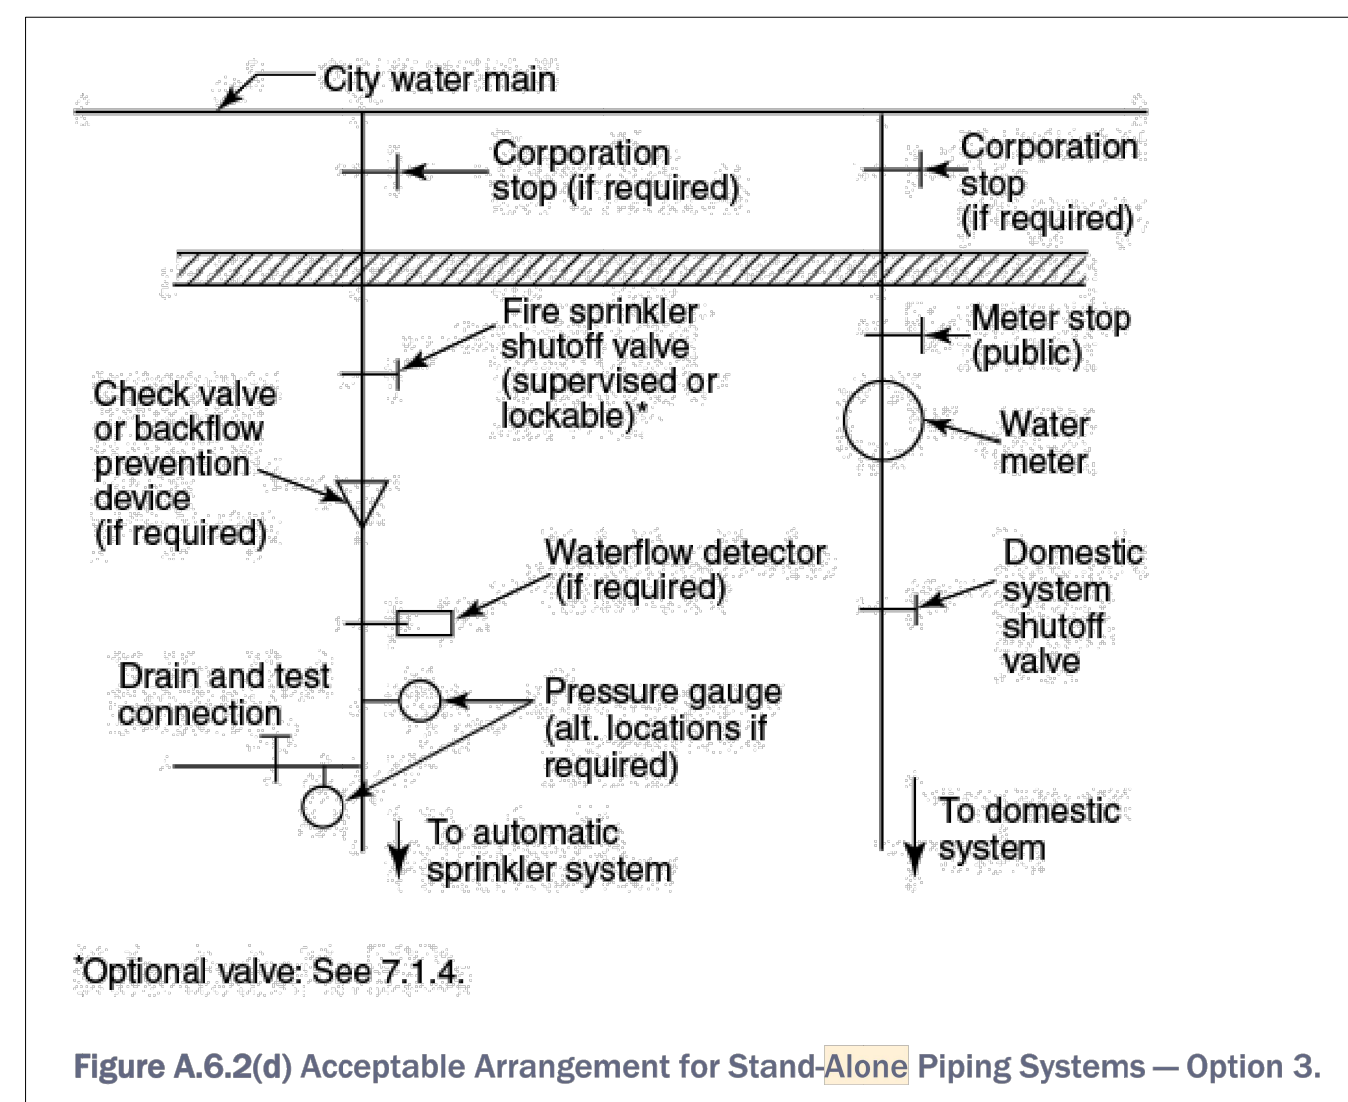 City water main
Corporation
stop (if required)
Corporation
stop
(if required)
Fire sprinkler
shutoff valve
(supervised or
lockable)*
Meter stop
(public)
Check valve
or backflow
prevention
device
(if required)
Water
meter
Waterflow detector
(if required)
Domestic
system
shutoff
valve
Drain and test
connection
Pressure gauge
(alt. locations if
required)
To automatic
sprinkler system
To domestic
system
*Optional valve: See 7.1.4.
Figure A.6.2(d) Acceptable Arrangement for Stand-Alone Piping Systems — Option 3.